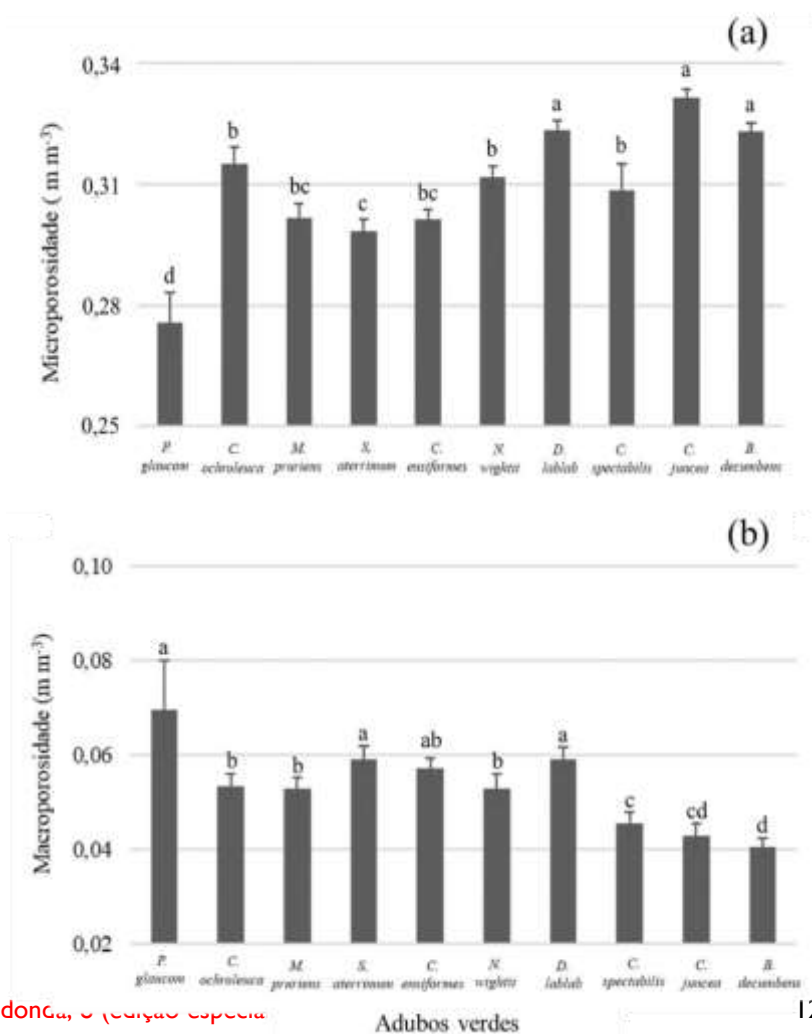 (a)
Microporosidade ( m m-3)
0,34
0,31
0,28
0,25
d
b
bc
c
bc
b
a
b
a
a
P. glaucom
C. ochroleuca
M. pruriens
S. aterrimum
C. ensiformes
N. wightii
D. lablab
C. spectabilis
C. juncea
B. decumbens
(b)
Macroporosidade (m m-3)
0,10
0,08
0,06
0,04
0,02
a
b
b
a
ab
b
a
c
cd
d
P. glaucom
C. ochroleuca
M. pruriens
S. aterrimum
C. ensiformes
N. wightii
D. lablab
C. spectabilis
C. juncea
B. decumbens
Adubos verdes